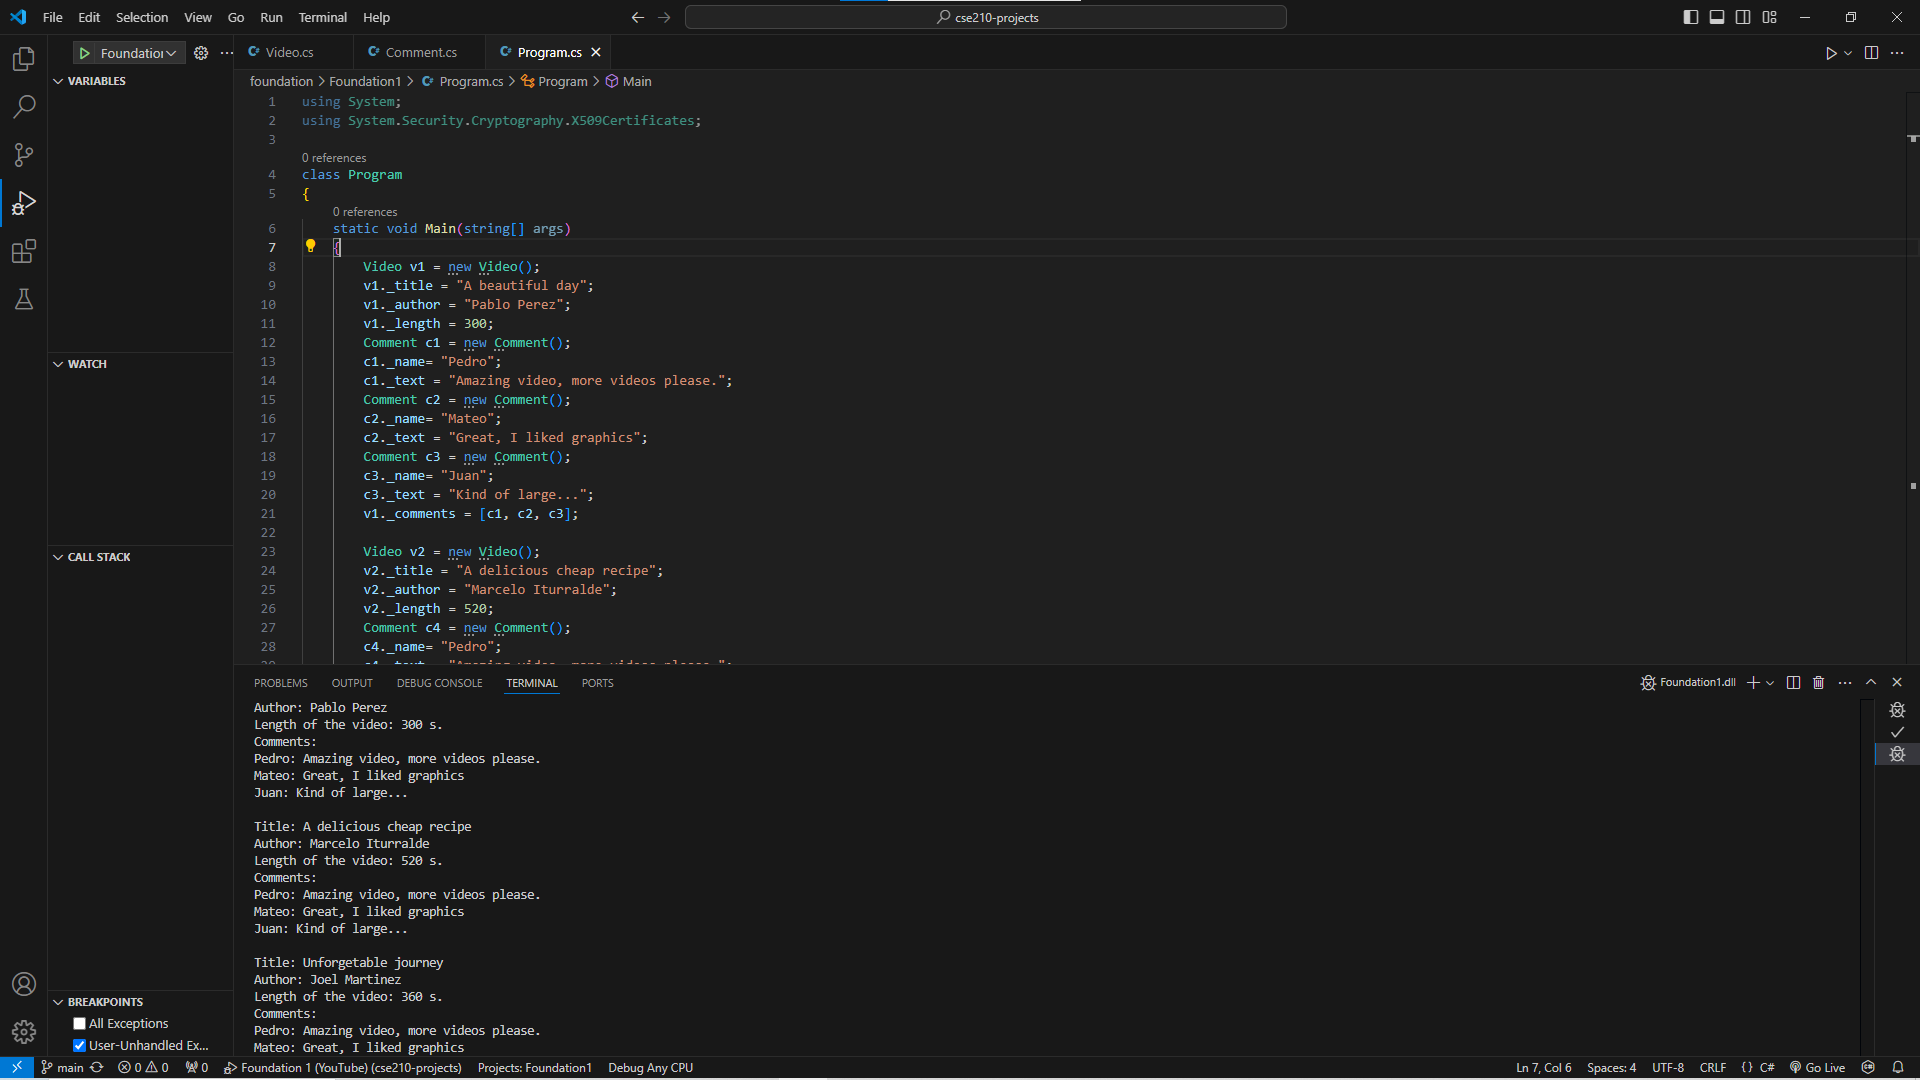 File Edit Selection View Go Run Terminal Help
cse210-projects
Foundation
Video.cs
Comment.cs
Program.cs
VARIABLES
foundation > Foundation1 > Program.cs > Program > Main
1 using System;
2 using System.Security.Cryptography.X509Certificates;
3
0 references
4 class Program
5 {
0 references
6 static void Main(string[] args)
7 {
8 Video v1 = new Video();
9 v1._title = "A beautiful day";
10 v1._author = "Pablo Perez";
11 v1._length = 300;
12 Comment c1 = new Comment();
13 c1._name= "Pedro";
14 c1._text = "Amazing video, more videos please.";
15 Comment c2 = new Comment();
16 c2._name= "Mateo";
17 c2._text = "Great, I liked graphics";
18 Comment c3 = new Comment();
19 c3._name= "Juan";
20 c3._text = "Kind of large...";
21 v1._comments = [c1, c2, c3];
22
23 Video v2 = new Video();
24 v2._title = "A delicious cheap recipe";
25 v2._author = "Marcelo Iturralde";
26 v2._length = 520;
27 Comment c4 = new Comment();
28 c4._name= "Pedro";
WATCH
CALL STACK
BREAKPOINTS
All Exceptions
User-Unhandled Ex...
PROBLEMS OUTPUT DEBUG CONSOLE TERMINAL PORTS
Foundation1.dll
Author: Pablo Perez
Length of the video: 300 s.
Comments:
Pedro: Amazing video, more videos please.
Mateo: Great, I liked graphics
Juan: Kind of large...
Title: A delicious cheap recipe
Author: Marcelo Iturralde
Length of the video: 520 s.
Comments:
Pedro: Amazing video, more videos please.
Mateo: Great, I liked graphics
Juan: Kind of large...
Title: Unforgetable journey
Author: Joel Martinez
Length of the video: 360 s.
Comments:
Pedro: Amazing video, more videos please.
Mateo: Great, I liked graphics
main 0 0 0 Foundation 1 (YouTube) (cse210-projects) Projects: Foundation1 Debug Any CPU Ln 7, Col 6 Spaces: 4 UTF-8 CRLF {} C# Go Live